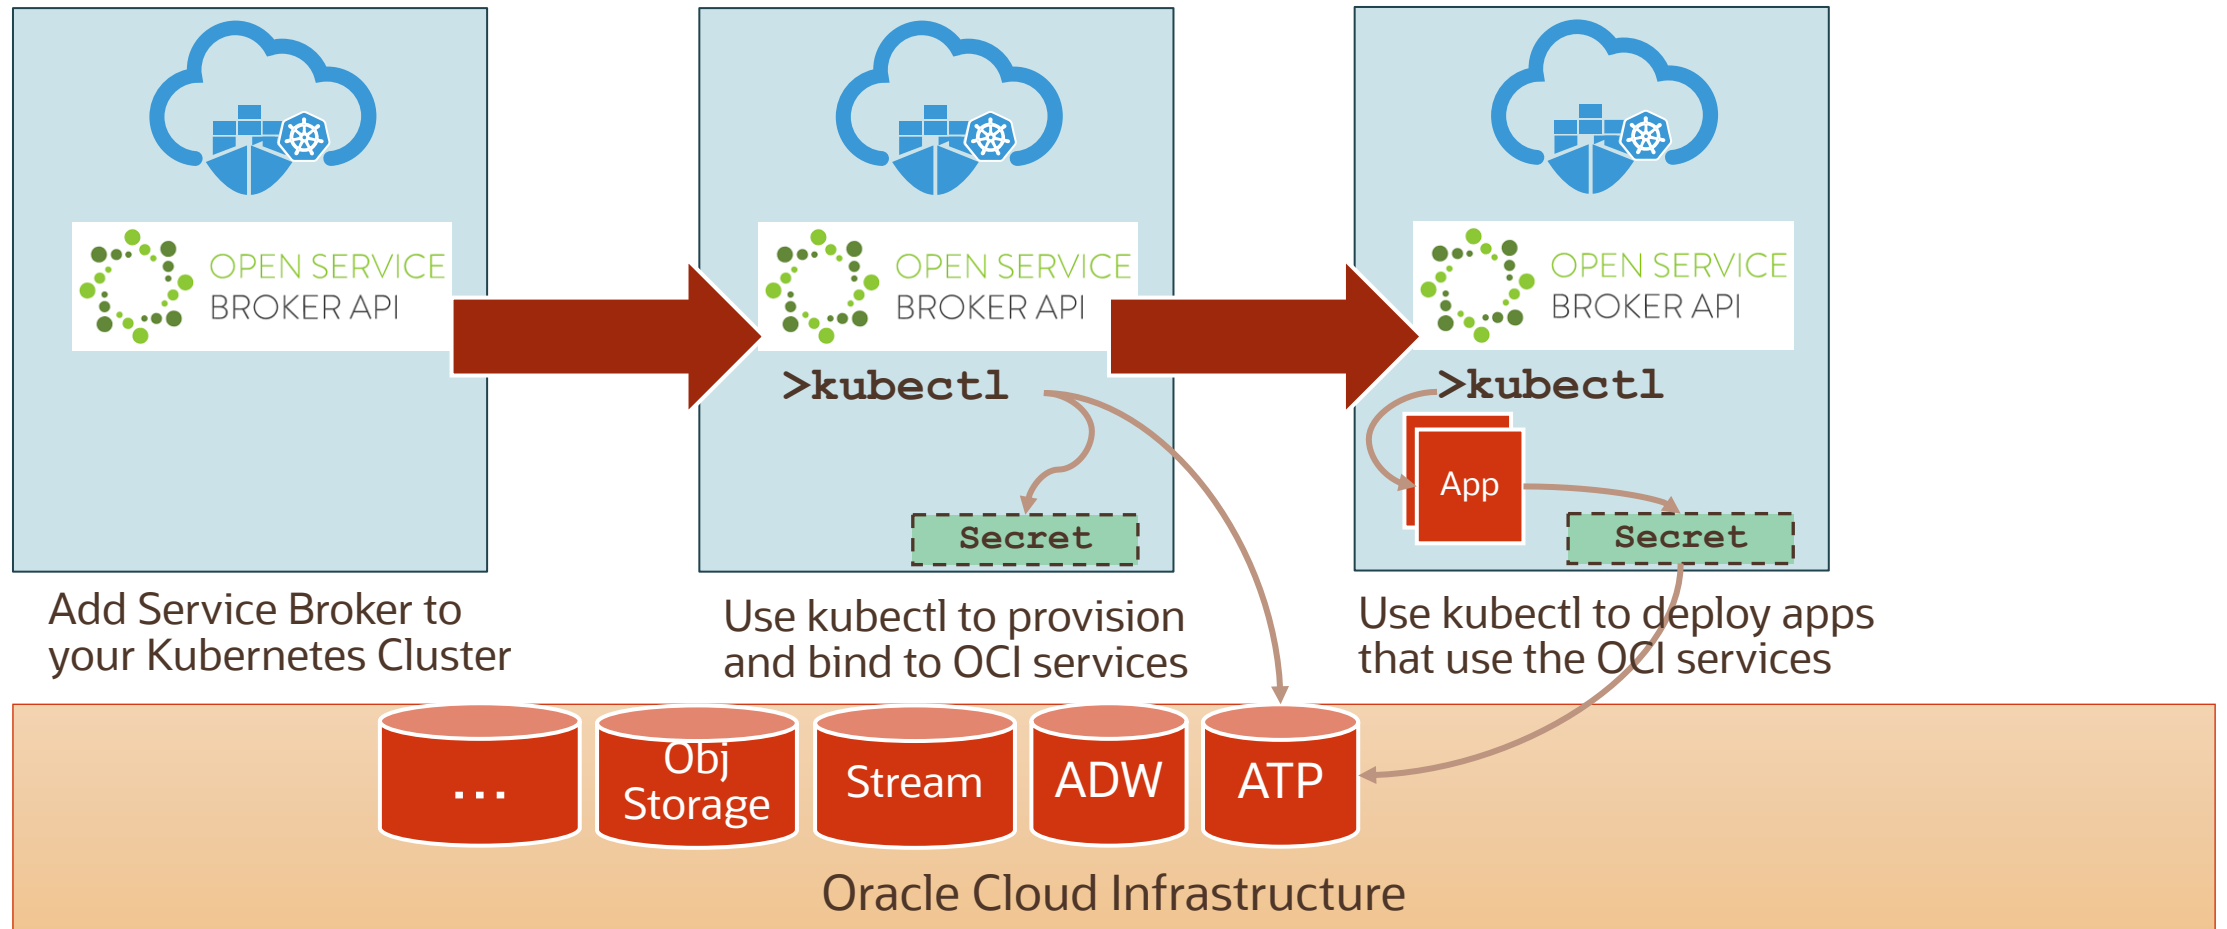 OPEN SERVICE
BROKER API
Add Service Broker to
your Kubernetes Cluster
OPEN SERVICE
BROKER API
>kubectl
Secret
Use kubectl to provision
and bind to OCI services
OPEN SERVICE
BROKER API
>kubectl
App
Secret
Use kubectl to deploy apps
that use the OCI services
...
Obj
Storage
Stream
ADW
ATP
Oracle Cloud Infrastructure